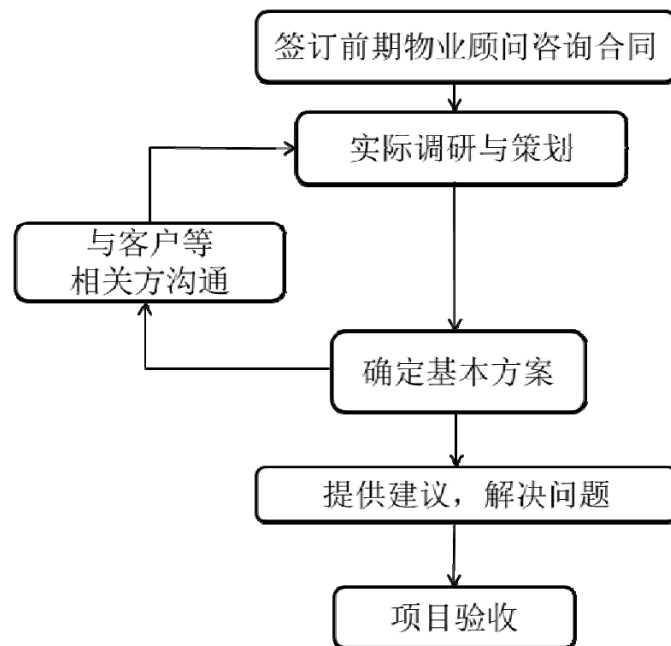 签订前期物业顾问咨询合同
实际调研与策划
与客户等
相关方沟通
确定基本方案
提供建议，解决问题
项目验收